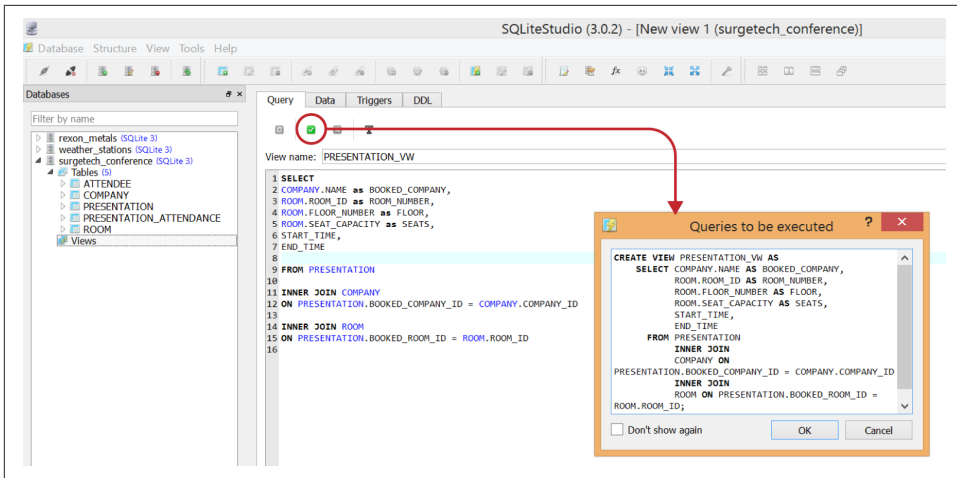 SQLiteStudio (3.0.2) - [New view 1 (surgetech_conference)]
Database Structure View Tools Help
Databases
Filter by name
rexon_metals (SQLite 3)
weather_stations (SQLite 3)
surgetech_conference (SQLite 3)
Tables (5)
ATTENDEE
COMPANY
PRESENTATION
PRESENTATION_ATTENDANCE
ROOM
Views
Query Data Triggers DDL
View name: PRESENTATION_VW
1 SELECT
2 COMPANY.NAME as BOOKED_COMPANY,
3 ROOM.ROOM_ID as ROOM_NUMBER,
4 ROOM.FLOOR_NUMBER as FLOOR,
5 ROOM.SEAT_CAPACITY as SEATS,
6 START_TIME,
7 END_TIME
8
9 FROM PRESENTATION
10
11 INNER JOIN COMPANY
12 ON PRESENTATION.BOOKED_COMPANY_ID = COMPANY.COMPANY_ID
13
14 INNER JOIN ROOM
15 ON PRESENTATION.BOOKED_ROOM_ID = ROOM.ROOM_ID
16
Queries to be executed ? ×
CREATE VIEW PRESENTATION_VW AS
SELECT COMPANY.NAME AS BOOKED_COMPANY,
ROOM.ROOM_ID AS ROOM_NUMBER,
ROOM.FLOOR_NUMBER AS FLOOR,
ROOM.SEAT_CAPACITY AS SEATS,
START_TIME,
END_TIME
FROM PRESENTATION
INNER JOIN
COMPANY ON
PRESENTATION.BOOKED_COMPANY_ID = COMPANY.COMPANY_ID
INNER JOIN
ROOM ON PRESENTATION.BOOKED_ROOM_ID =
ROOM.ROOM_ID;
Don't show again OK Cancel